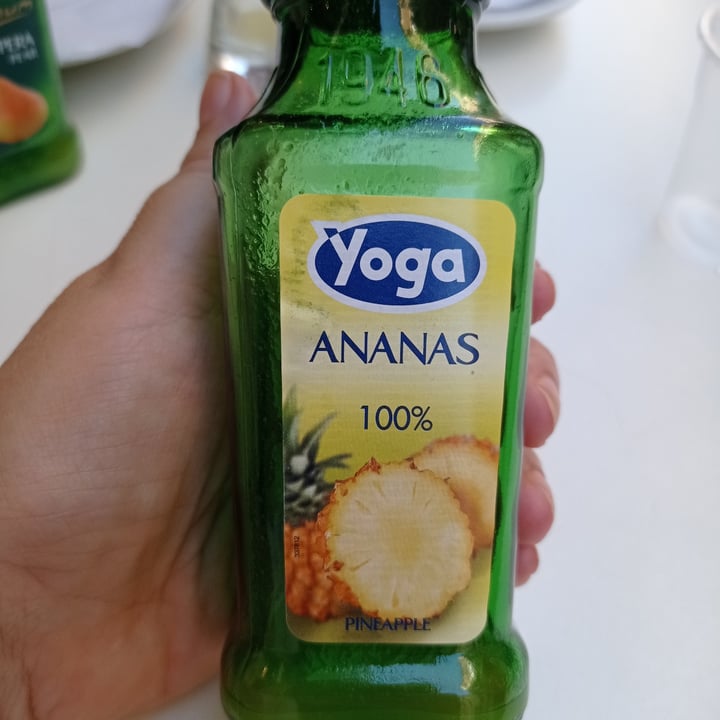 1948
Yoga
ANANAS
100%
PINEAPPLE